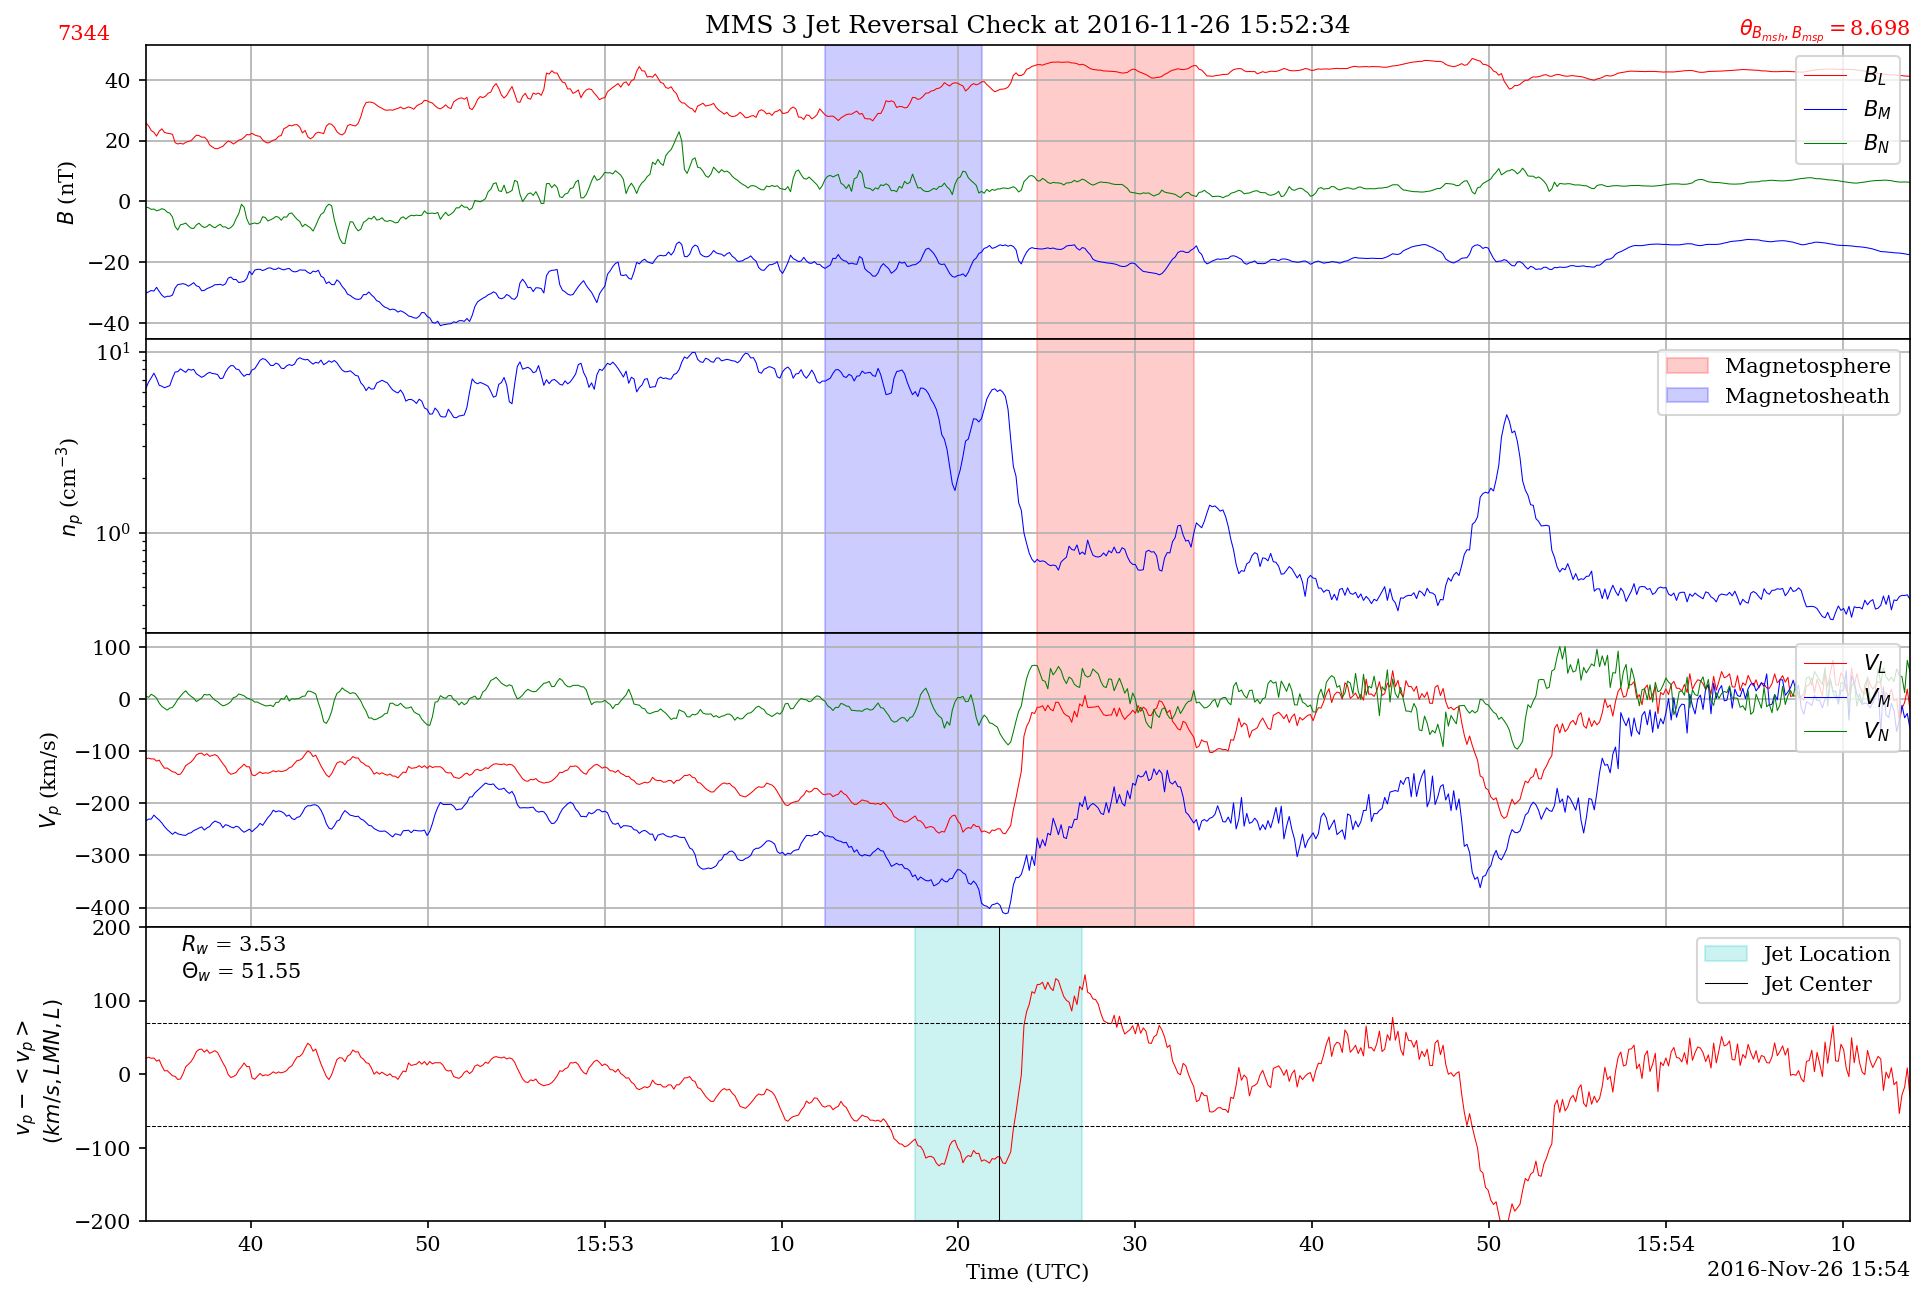 MMS 3 Jet Reversal Check at 2016-11-26 15:52:34
7344
θ_{B_{msh}, B_{msp}} = 8.698
B (nT)
40
20
0
−20
−40
B_L
B_M
B_N
n_p (cm⁻³)
10¹
10⁰
Magnetosphere
Magnetosheath
V_p (km/s)
100
0
−100
−200
−300
−400
V_L
V_M
V_N
v_p − < v_p >
(km/s, LMN, L)
200
100
0
−100
−200
R_w = 3.53
Θ_w = 51.55
Jet Location
Jet Center
40 50 15:53 10 20 30 40 50 15:54 10
Time (UTC)
2016-Nov-26 15:54